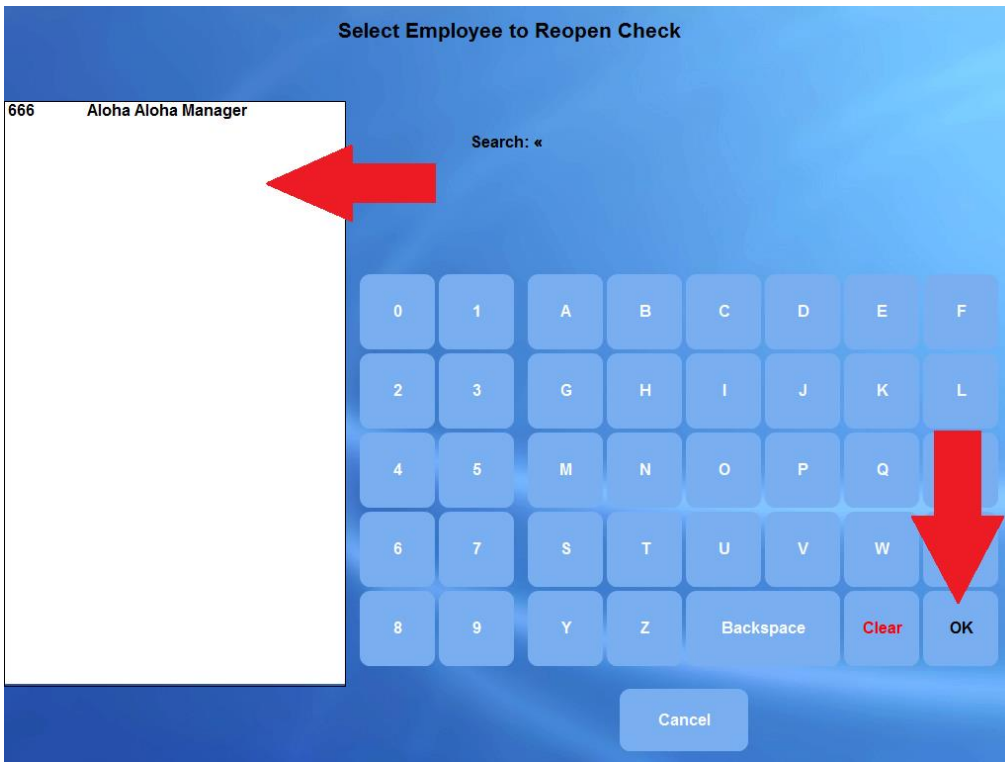 Select Employee to Reopen Check
666 Aloha Aloha Manager
Search: «
0 1 A B C D E F
2 3 G H I J K L
4 5 M N O P Q
6 7 S T U V W
8 9 Y Z Backspace Clear OK
Cancel